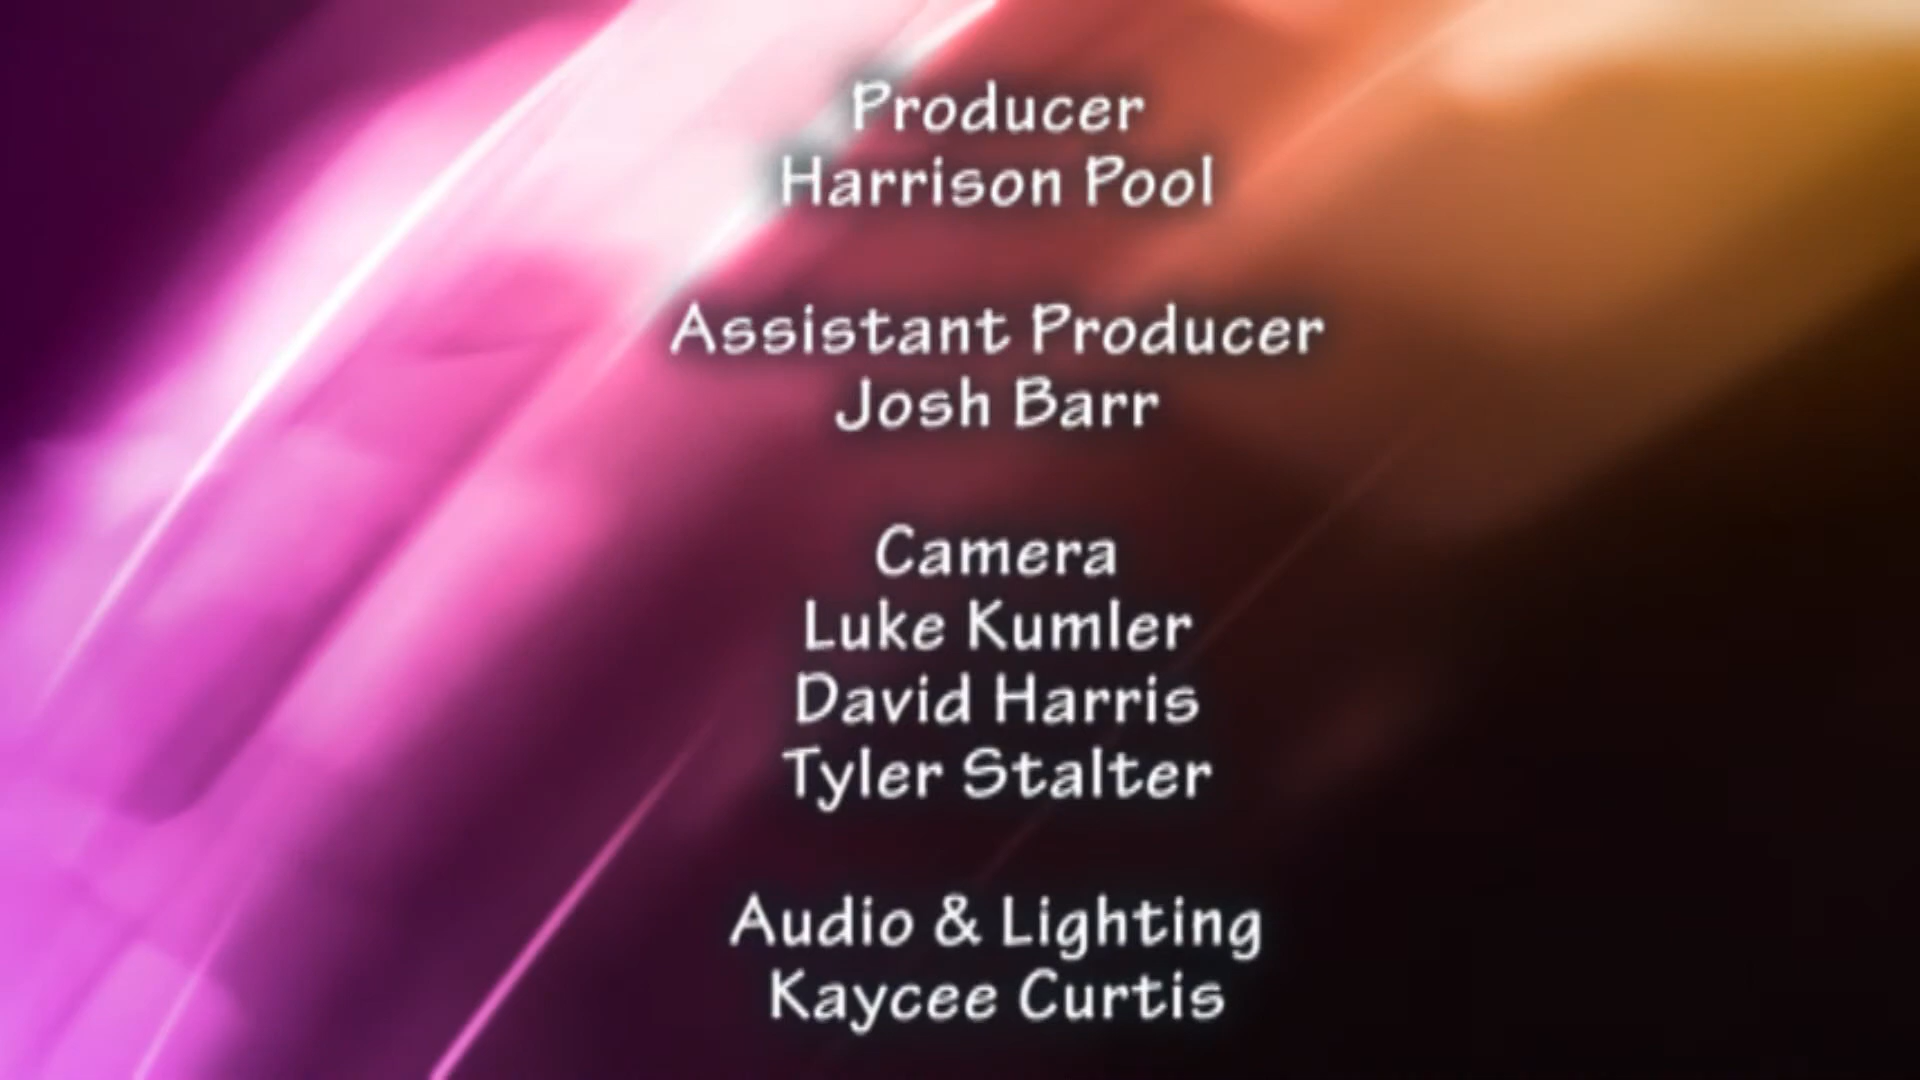 Producer
Harrison Pool
Assistant Producer
Josh Barr
Camera
Luke Kumler
David Harris
Tyler Stalter
Audio & Lighting
Kaycee Curtis